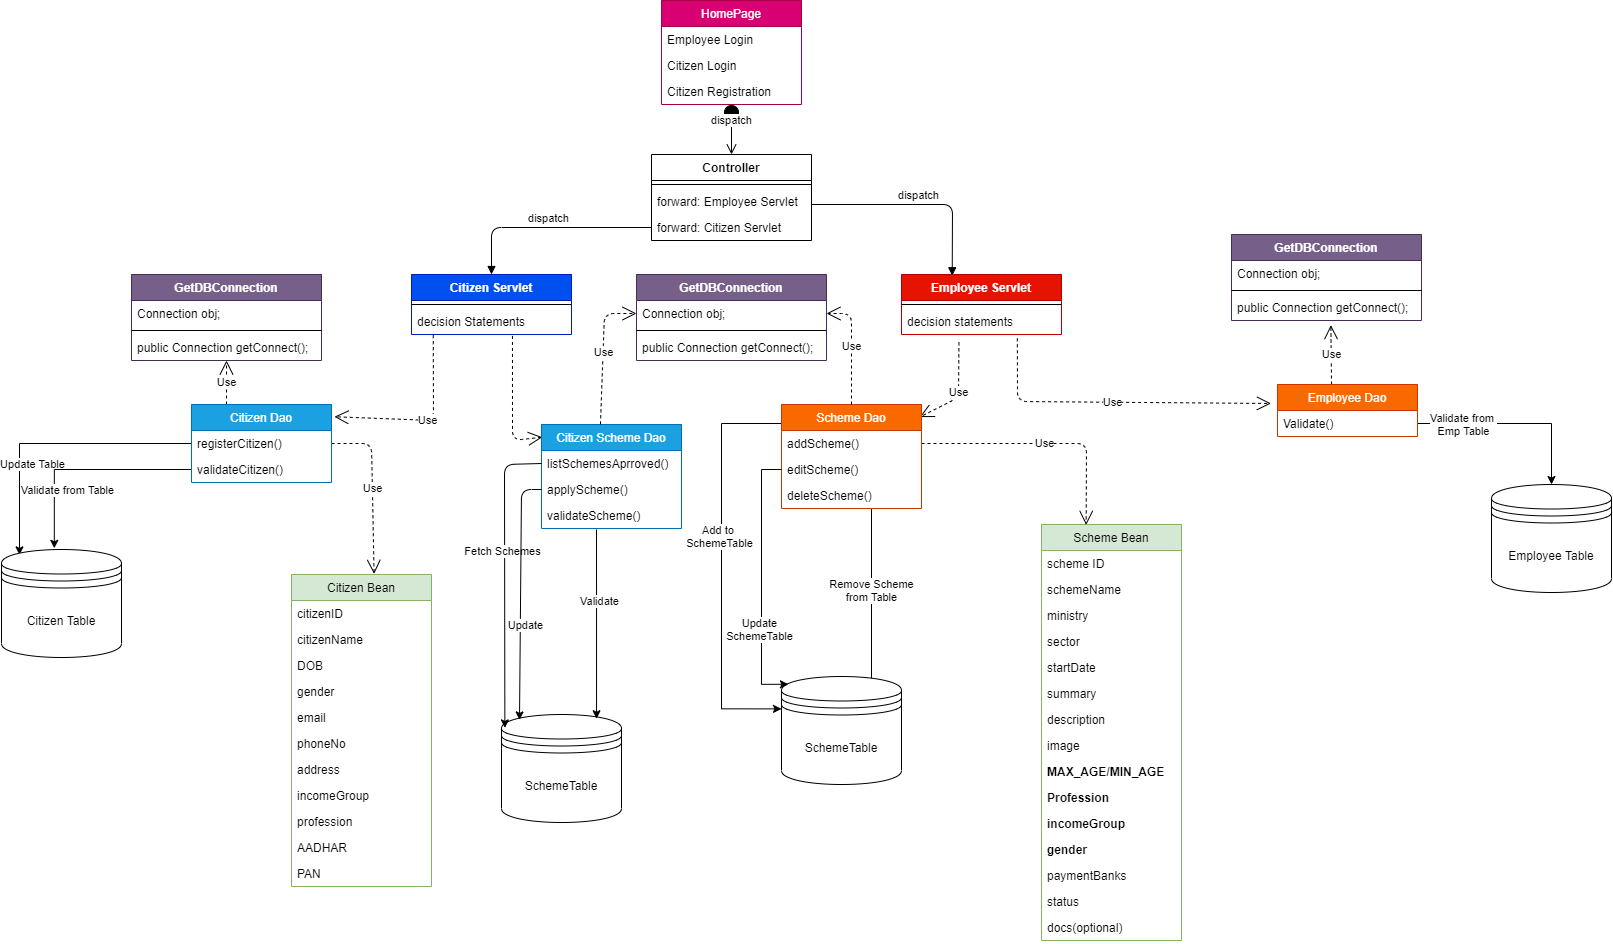 HomePage
Employee Login
Citizen Login
Citizen Registration
dispatch
Controller
forward: Employee Servlet
forward: Citizen Servlet
dispatch
dispatch
GetDBConnection
Connection obj;
public Connection getConnect();
Citizen Servlet
decision Statements
GetDBConnection
Connection obj;
public Connection getConnect();
Employee Servlet
decision statements
GetDBConnection
Connection obj;
public Connection getConnect();
Use
Use
Use
Use
Use
Use
Use
Citizen Dao
registerCitizen()
validateCitizen()
Update Table
Validate from Table
Use
Citizen Table
Citizen Bean
citizenID
citizenName
DOB
gender
email
phoneNo
address
incomeGroup
profession
AADHAR
PAN
Citizen Scheme Dao
listSchemesAprroved()
applyScheme()
validateScheme()
Fetch Schemes
Update
Validate
SchemeTable
Scheme Dao
addScheme()
editScheme()
deleteScheme()
Use
Add to
SchemeTable
Update
SchemeTable
Remove Scheme
from Table
SchemeTable
Scheme Bean
scheme ID
schemeName
ministry
sector
startDate
summary
description
image
MAX_AGE/MIN_AGE
Profession
incomeGroup
gender
paymentBanks
status
docs(optional)
Employee Dao
Validate()
Validate from
Emp Table
Employee Table